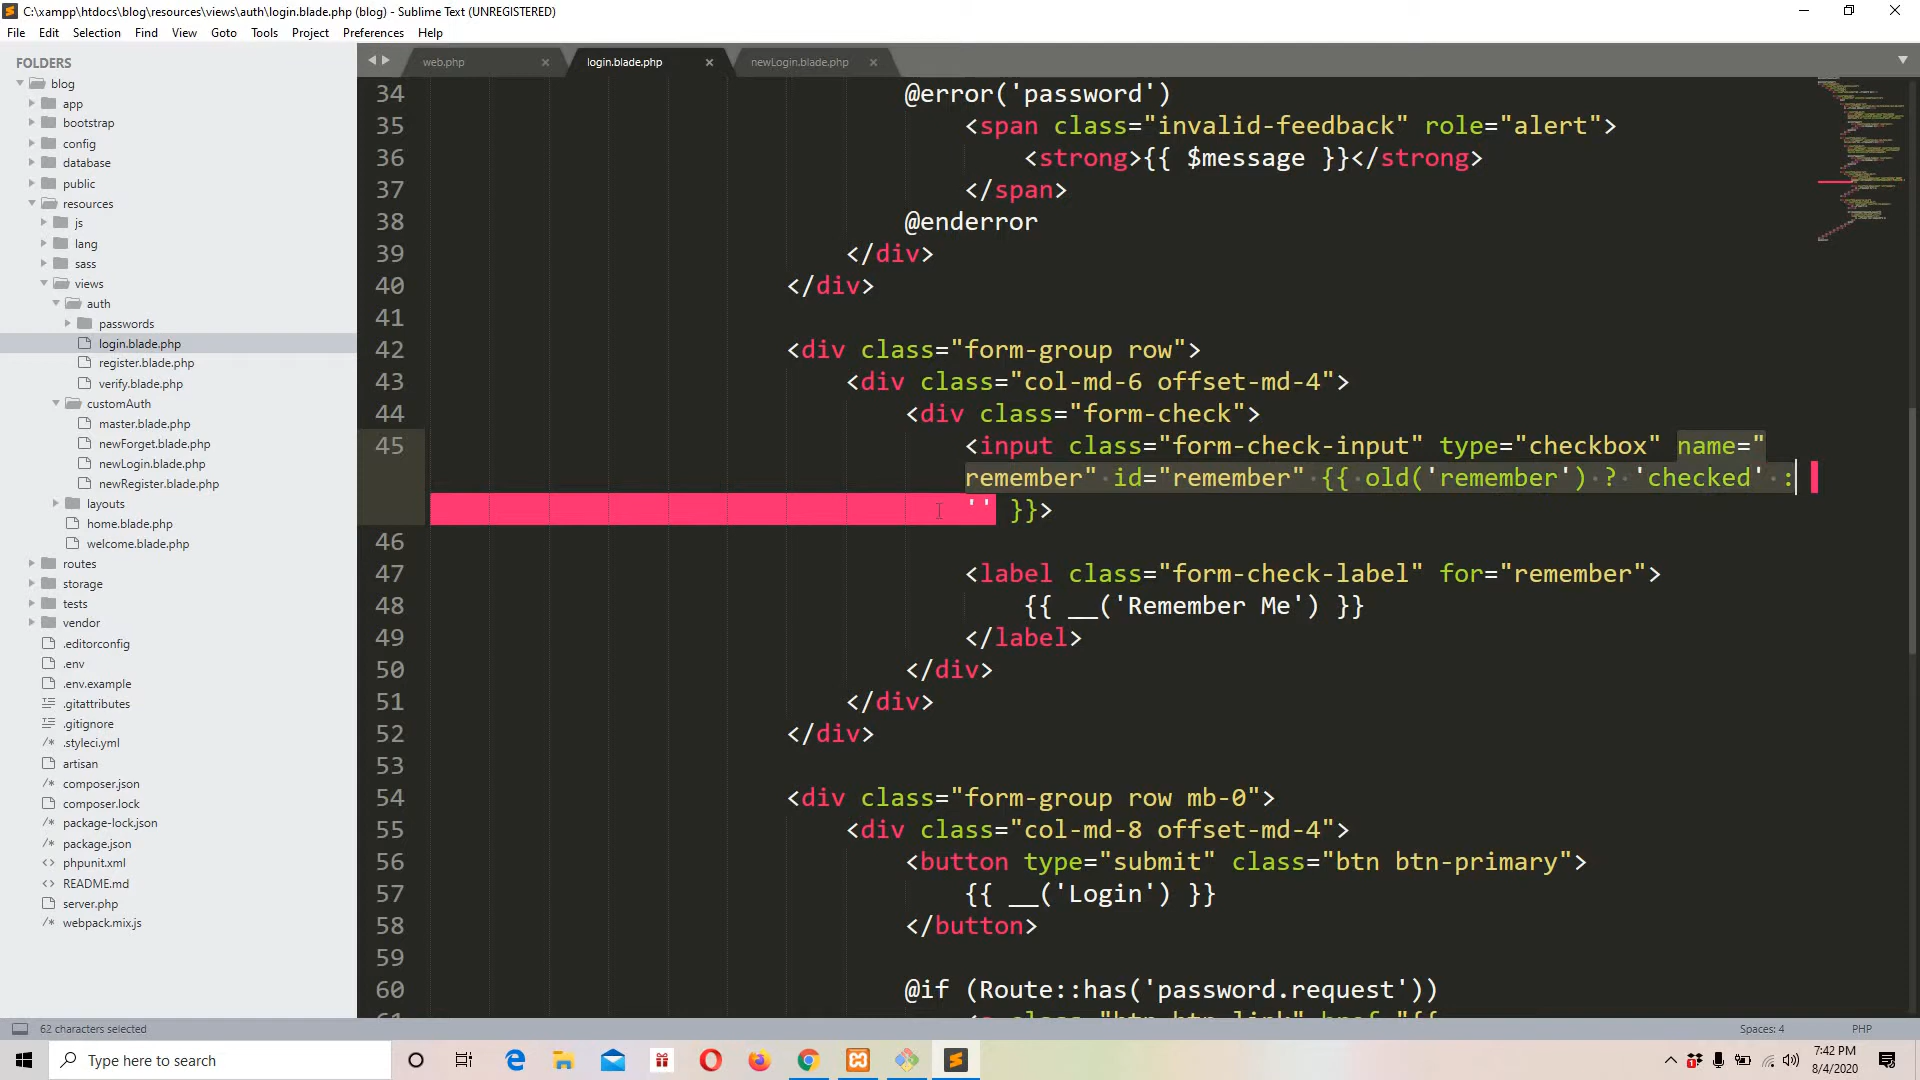 C:\xampp\htdocs\blog\resources\views\auth\login.blade.php (blog) - Sublime Text (UNREGISTERED)
File Edit Selection Find View Goto Tools Project Preferences Help
FOLDERS
blog
app
bootstrap
config
database
public
resources
js
lang
sass
views
auth
passwords
login.blade.php
register.blade.php
verify.blade.php
customAuth
master.blade.php
newForget.blade.php
newLogin.blade.php
newRegister.blade.php
layouts
home.blade.php
welcome.blade.php
routes
storage
tests
vendor
.editorconfig
.env
.env.example
.gitattributes
.gitignore
.styleci.yml
artisan
composer.json
composer.lock
package-lock.json
package.json
phpunit.xml
README.md
server.php
webpack.mix.js
web.php login.blade.php newLogin.blade.php
34 @error('password')
35 <span class="invalid-feedback" role="alert">
36 <strong>{{ $message }}</strong>
37 </span>
38 @enderror
39 </div>
40 </div>
41
42 <div class="form-group row">
43 <div class="col-md-6 offset-md-4">
44 <div class="form-check">
45 <input class="form-check-input" type="checkbox" name="
remember" id="remember" {{ old('remember') ? 'checked' :
'' }}>
46
47 <label class="form-check-label" for="remember">
48 {{ __('Remember Me') }}
49 </label>
50 </div>
51 </div>
52 </div>
53
54 <div class="form-group row mb-0">
55 <div class="col-md-8 offset-md-4">
56 <button type="submit" class="btn btn-primary">
57 {{ __('Login') }}
58 </button>
59
60 @if (Route::has('password.request'))
62 characters selected Spaces: 4 PHP
Type here to search
7:42 PM
8/4/2020